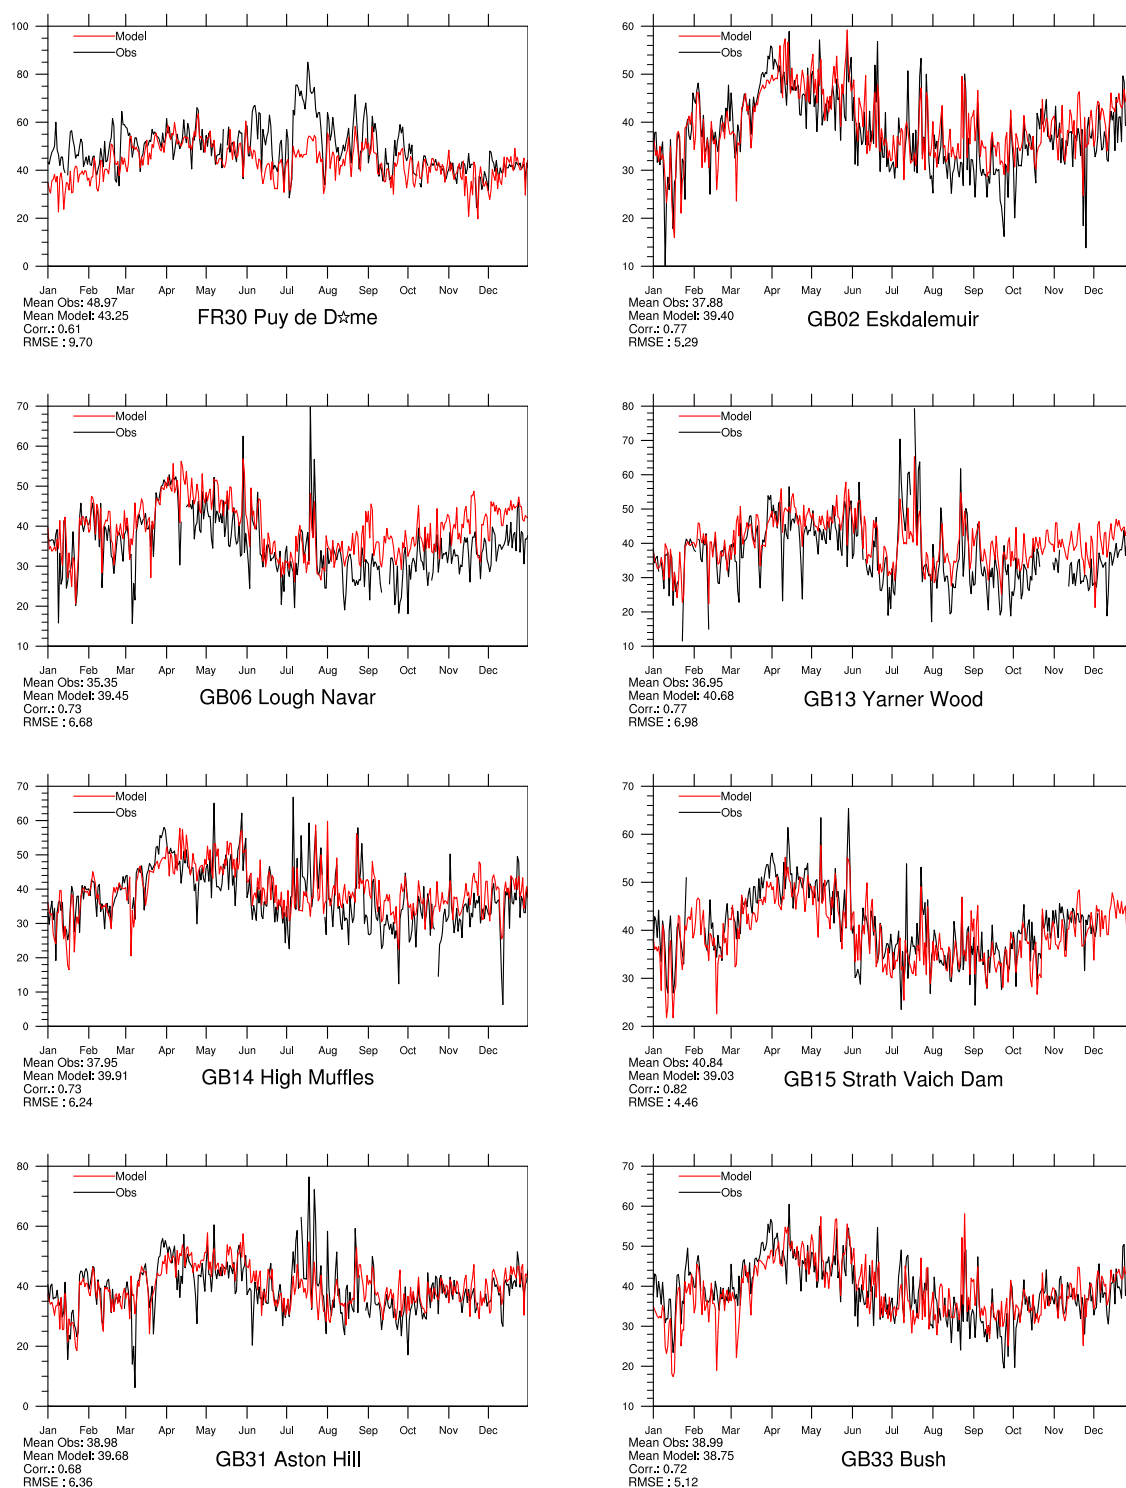 100
80
60
40
20
0
Model
Obs
Jan Feb Mar Apr May Jun Jul Aug Sep Oct Nov Dec
Mean Obs: 48.97
Mean Model: 43.25
Corr.: 0.61
RMSE : 9.70
FR30 Puy de D☆me
60
50
40
30
20
10
Model
Obs
Jan Feb Mar Apr May Jun Jul Aug Sep Oct Nov Dec
Mean Obs: 37.88
Mean Model: 39.40
Corr.: 0.77
RMSE : 5.29
GB02 Eskdalemuir
70
60
50
40
30
20
10
Model
Obs
Jan Feb Mar Apr May Jun Jul Aug Sep Oct Nov Dec
Mean Obs: 35.35
Mean Model: 39.45
Corr.: 0.73
RMSE : 6.68
GB06 Lough Navar
80
70
60
50
40
30
20
10
Model
Obs
Jan Feb Mar Apr May Jun Jul Aug Sep Oct Nov Dec
Mean Obs: 36.95
Mean Model: 40.68
Corr.: 0.77
RMSE : 6.98
GB13 Yarner Wood
70
60
50
40
30
20
10
0
Model
Obs
Jan Feb Mar Apr May Jun Jul Aug Sep Oct Nov Dec
Mean Obs: 37.95
Mean Model: 39.91
Corr.: 0.73
RMSE : 6.24
GB14 High Muffles
70
60
50
40
30
20
Model
Obs
Jan Feb Mar Apr May Jun Jul Aug Sep Oct Nov Dec
Mean Obs: 40.84
Mean Model: 39.03
Corr.: 0.82
RMSE : 4.46
GB15 Strath Vaich Dam
80
60
40
20
0
Model
Obs
Jan Feb Mar Apr May Jun Jul Aug Sep Oct Nov Dec
Mean Obs: 38.98
Mean Model: 39.68
Corr.: 0.68
RMSE : 6.36
GB31 Aston Hill
70
60
50
40
30
20
10
Model
Obs
Jan Feb Mar Apr May Jun Jul Aug Sep Oct Nov Dec
Mean Obs: 38.99
Mean Model: 38.75
Corr.: 0.72
RMSE : 5.12
GB33 Bush